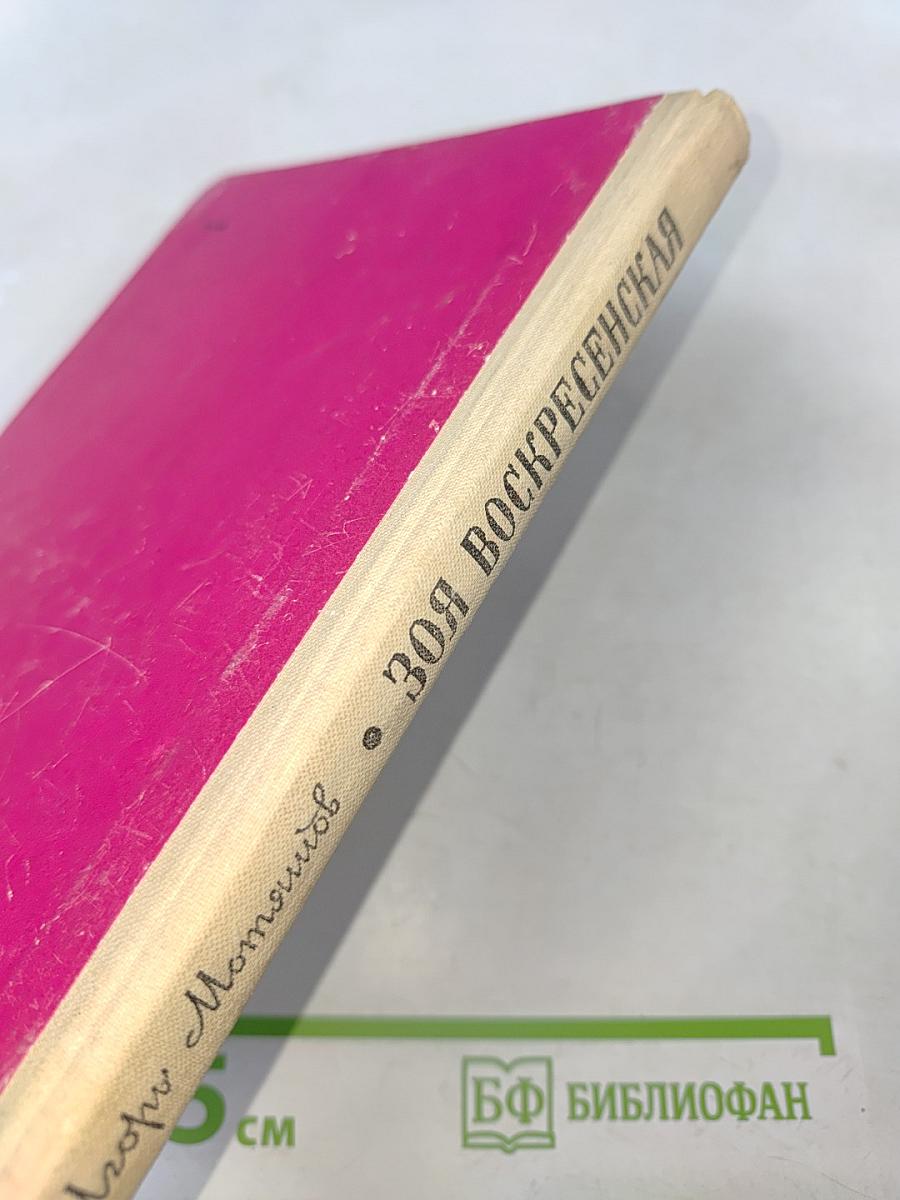 Игорь Мотяшов • ЗОЯ ВОСКРЕСЕНСКАЯ
см
БФ БИБЛИОФАН